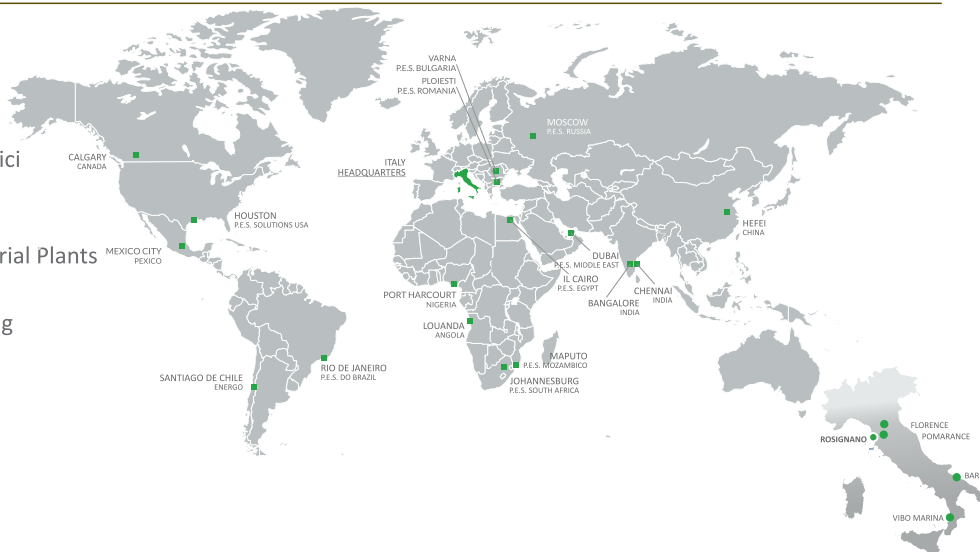 VARNA
P.E.S. BULGARIA
PLOIESTI
P.E.S. ROMANIA
MOSCOW
P.E.S. RUSSIA
ici
CALGARY
CANADA
ITALY
HEADQUARTERS
HOUSTON
P.E.S. SOLUTIONS USA
HEFEI
CHINA
rial Plants
MEXICO CITY
PEXICO
DUBAI
P.E.S. MIDDLE EAST
IL CAIRO
P.E.S. EGYPT
CHENNAI
INDIA
BANGALORE
INDIA
PORT HARCOURT
NIGERIA
g
LOUANDA
ANGOLA
MAPUTO
P.E.S. MOZAMBICO
RIO DE JANEIRO
P.E.S. DO BRAZIL
SANTIAGO DE CHILE
ENERGO
JOHANNESBURG
P.E.S. SOUTH AFRICA
FLORENCE
POMARANCE
ROSIGNANO
BAR
VIBO MARINA